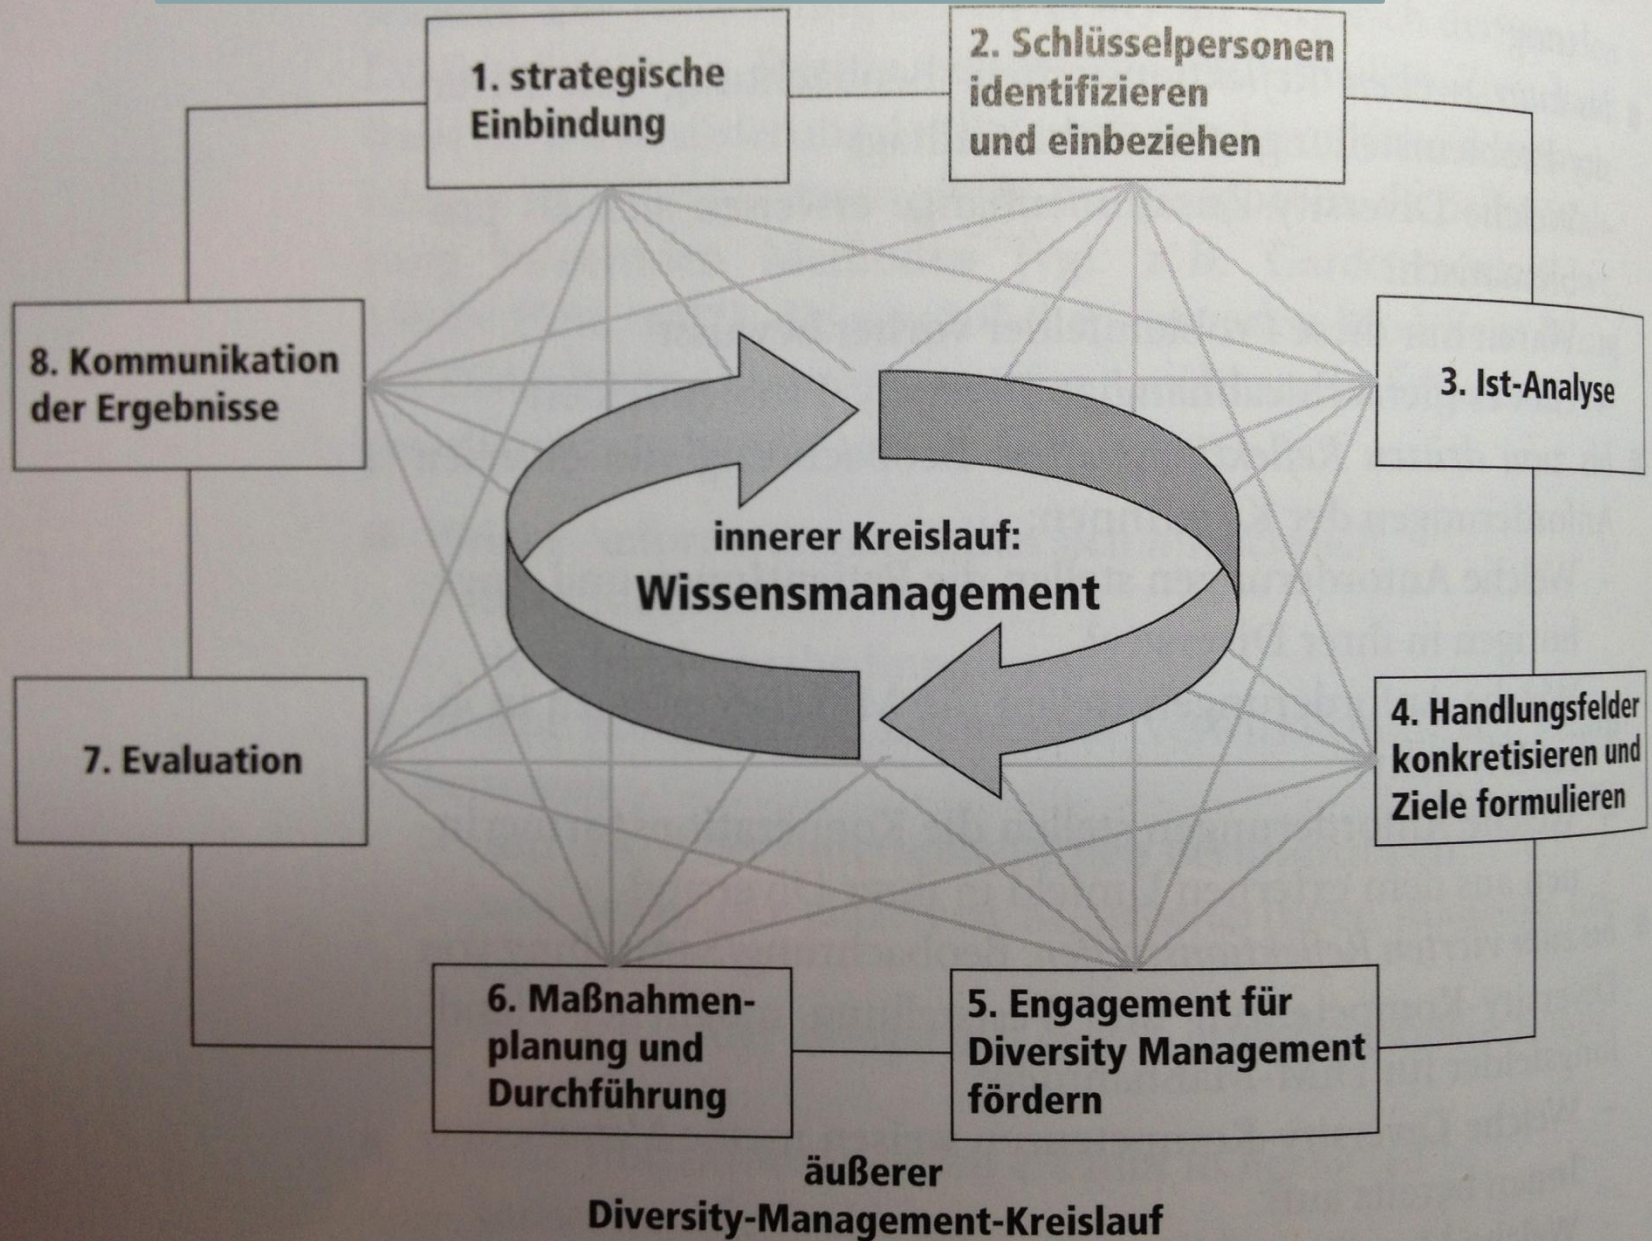 1. strategische
Einbindung
2. Schlüsselpersonen
identifizieren
und einbeziehen
3. Ist-Analyse
4. Handlungsfelder
konkretisieren und
Ziele formulieren
5. Engagement für
Diversity Management
fördern
6. Maßnahmen-
planung und
Durchführung
7. Evaluation
8. Kommunikation
der Ergebnisse
innerer Kreislauf:
Wissensmanagement
äußerer
Diversity-Management-Kreislauf